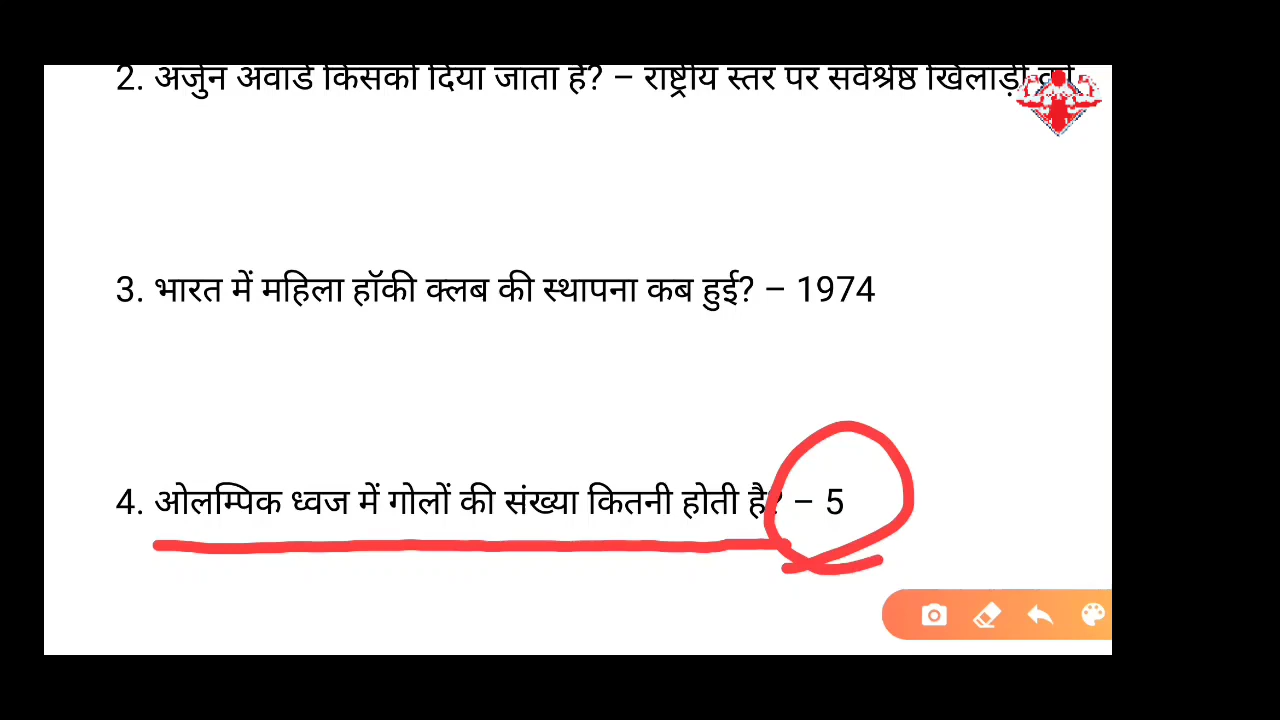 2. अर्जुन अवार्ड किसको दिया जाता है? – राष्ट्रीय स्तर पर सर्वश्रेष्ठ खिलाड़ी को
3. भारत में महिला हॉकी क्लब की स्थापना कब हुई? – 1974
4. ओलम्पिक ध्वज में गोलों की संख्या कितनी होती है? – 5